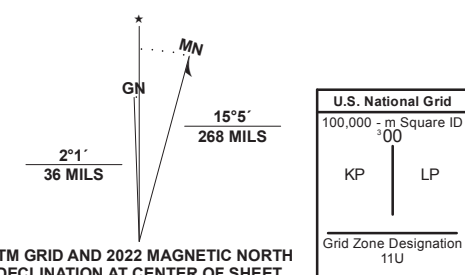 ★
MN
GN
15°5´
268 MILS
2°1´
36 MILS
TM GRID AND 2022 MAGNETIC NORTH
DECLINATION AT CENTER OF SHEET
U.S. National Grid
100,000 - m Square ID
³00
KP LP
Grid Zone Designation
11U